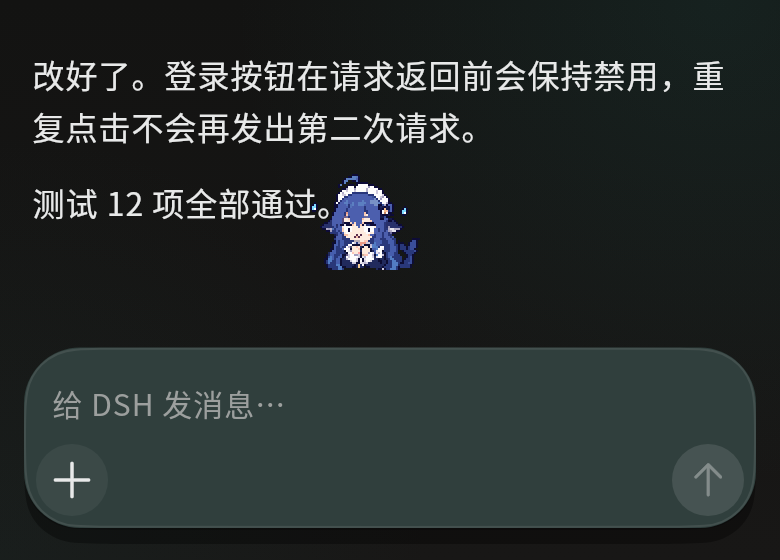 改好了。登录按钮在请求返回前会保持禁用，重
复点击不会再发出第二次请求。
测试 12 项全部通过。
给 DSH 发消息…